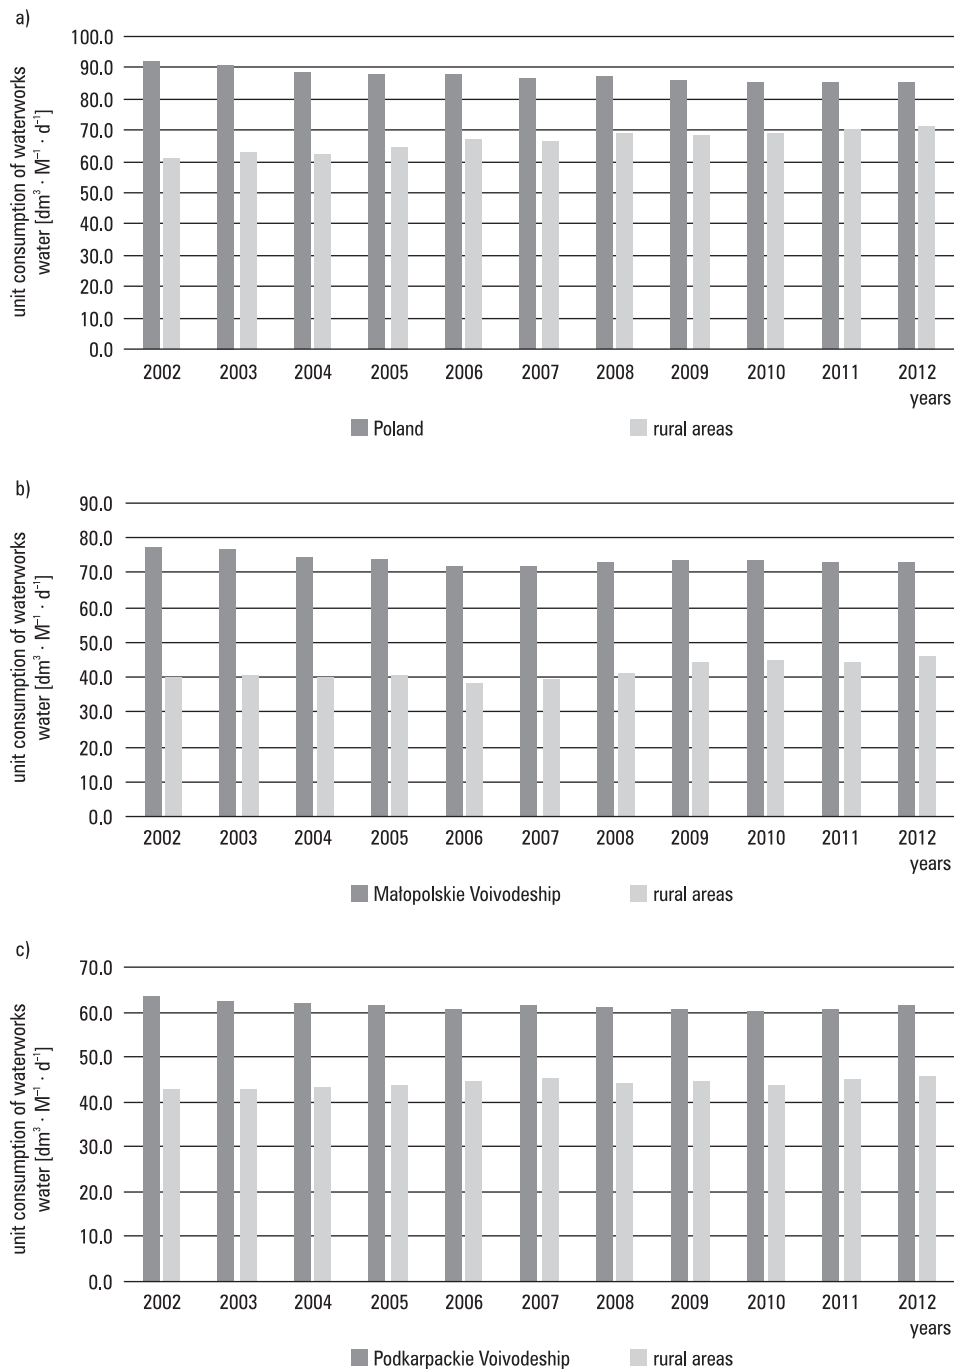 a)
unit consumption of waterworks
water [dm³ · M⁻¹ · d⁻¹]
100.0
90.0
80.0
70.0
60.0
50.0
40.0
30.0
20.0
10.0
0.0
2002 2003 2004 2005 2006 2007 2008 2009 2010 2011 2012
years
Poland rural areas
b)
unit consumption of waterworks
water [dm³ · M⁻¹ · d⁻¹]
90.0
80.0
70.0
60.0
50.0
40.0
30.0
20.0
10.0
0.0
2002 2003 2004 2005 2006 2007 2008 2009 2010 2011 2012
years
Małopolskie Voivodeship rural areas
c)
unit consumption of waterworks
water [dm³ · M⁻¹ · d⁻¹]
70.0
60.0
50.0
40.0
30.0
20.0
10.0
0.0
2002 2003 2004 2005 2006 2007 2008 2009 2010 2011 2012
years
Podkarpackie Voivodeship rural areas